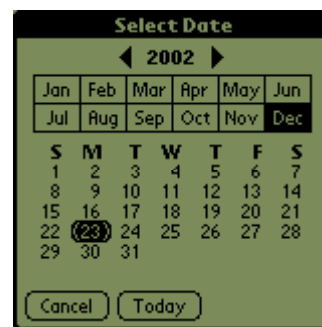 Select Date
2002
Jan Feb Mar Apr May Jun
Jul Aug Sep Oct Nov Dec
S M T W T F S
1 2 3 4 5 6 7
8 9 10 11 12 13 14
15 16 17 18 19 20 21
22 23 24 25 26 27 28
29 30 31
Cancel Today